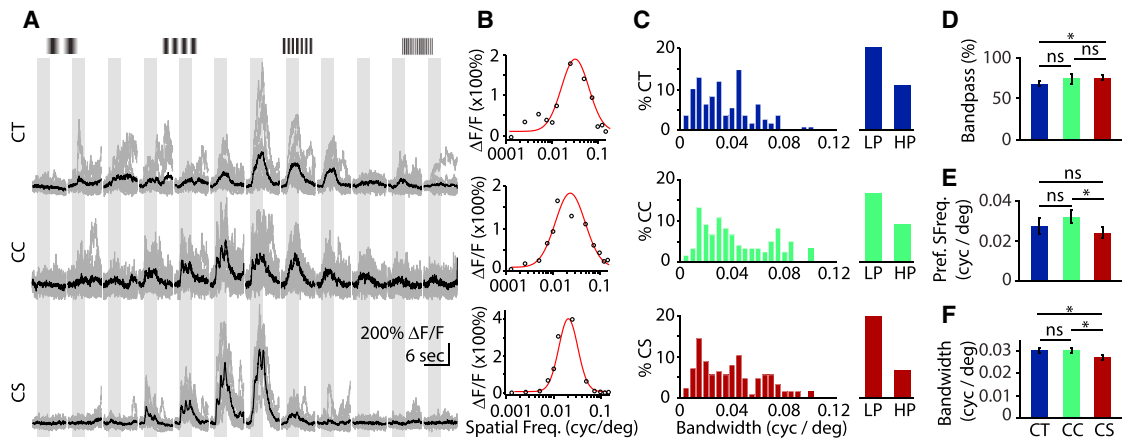 A
CT
CC
CS
200% ΔF/F
6 sec
B
ΔF/F (x100%)
2
1
0
0001
0.01
0.1
ΔF/F (x100%)
2
1
0
0001
0.01
0.1
ΔF/F (x100%)
4
2
0
0001
0.01
0.1
Spatial Freq. (cyc/deg)
C
% CT
20
10
0
0
0.04
0.08
0.12
LP
HP
% CC
20
10
0
0
0.04
0.08
0.12
LP
HP
% CS
20
10
0
0
0.04
0.08
0.12
LP
HP
Bandwidth (cyc / deg)
D
Bandpass (%)
100
50
0
*
ns
ns
E
Pref. SFreq.
(cyc / deg)
0.04
0.02
0
ns
ns
*
F
Bandwidth
(cyc / deg)
0.03
0.02
0.01
0
*
ns
*
CT
CC
CS